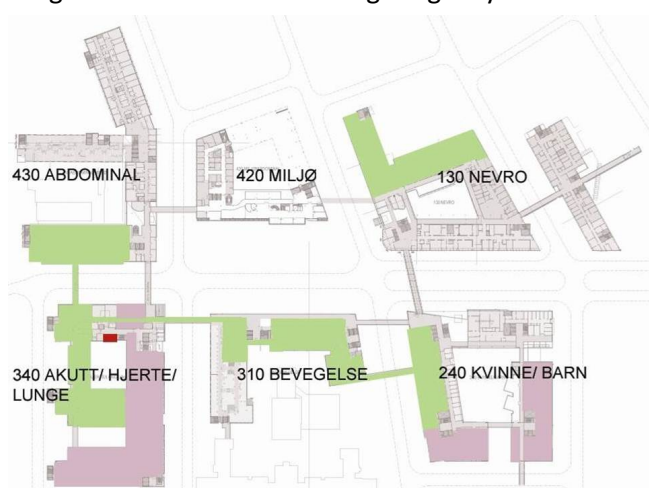 430 ABDOMINAL
420 MILJØ
130 NEVRO
340 AKUTT/ HJERTE/
LUNGE
310 BEVEGELSE
240 KVINNE/ BARN